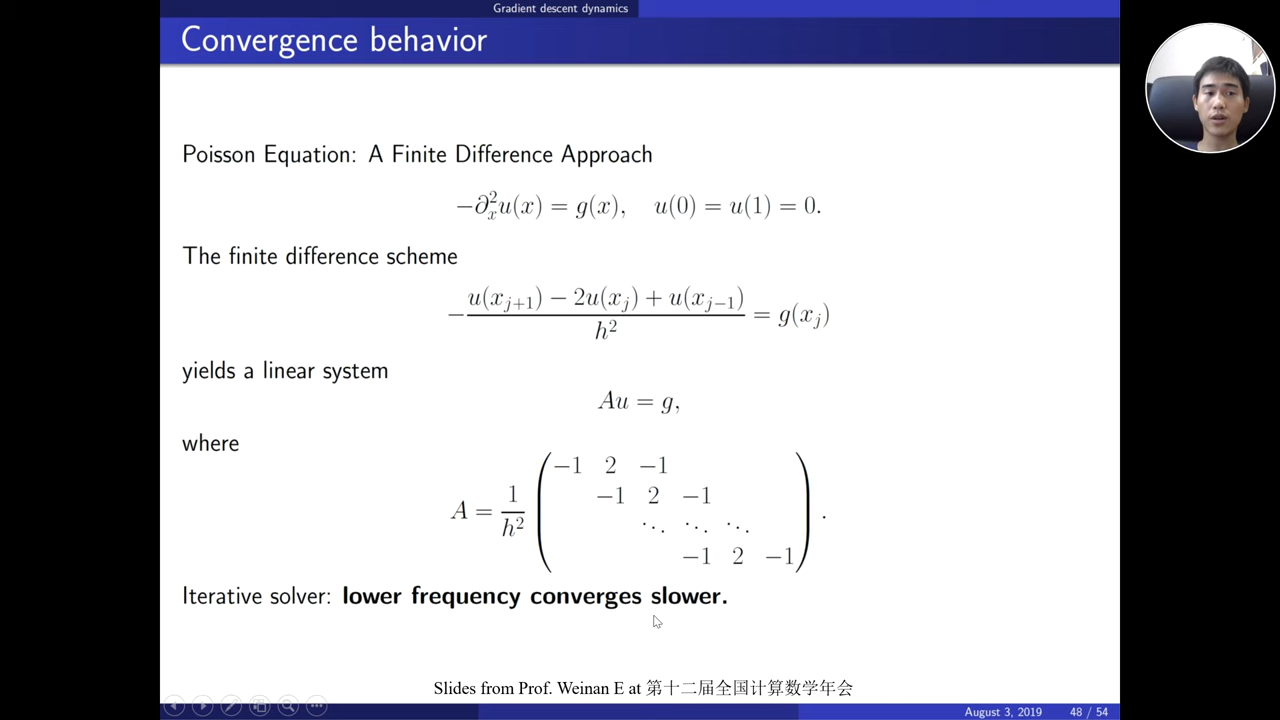 Gradient descent dynamics
Convergence behavior
Poisson Equation: A Finite Difference Approach
−∂²ₓu(x) = g(x), u(0) = u(1) = 0.
The finite difference scheme
−(u(xⱼ₊₁) − 2u(xⱼ) + u(xⱼ₋₁))/h² = g(xⱼ)
yields a linear system
Au = g,
where
−1 2 −1
−1 2 −1
A = 1/h² ( ⋱ ⋱ ⋱ ) .
−1 2 −1
Iterative solver: lower frequency converges slower.
Slides from Prof. Weinan E at 第十二届全国计算数学年会
August 3, 2019 48 / 54